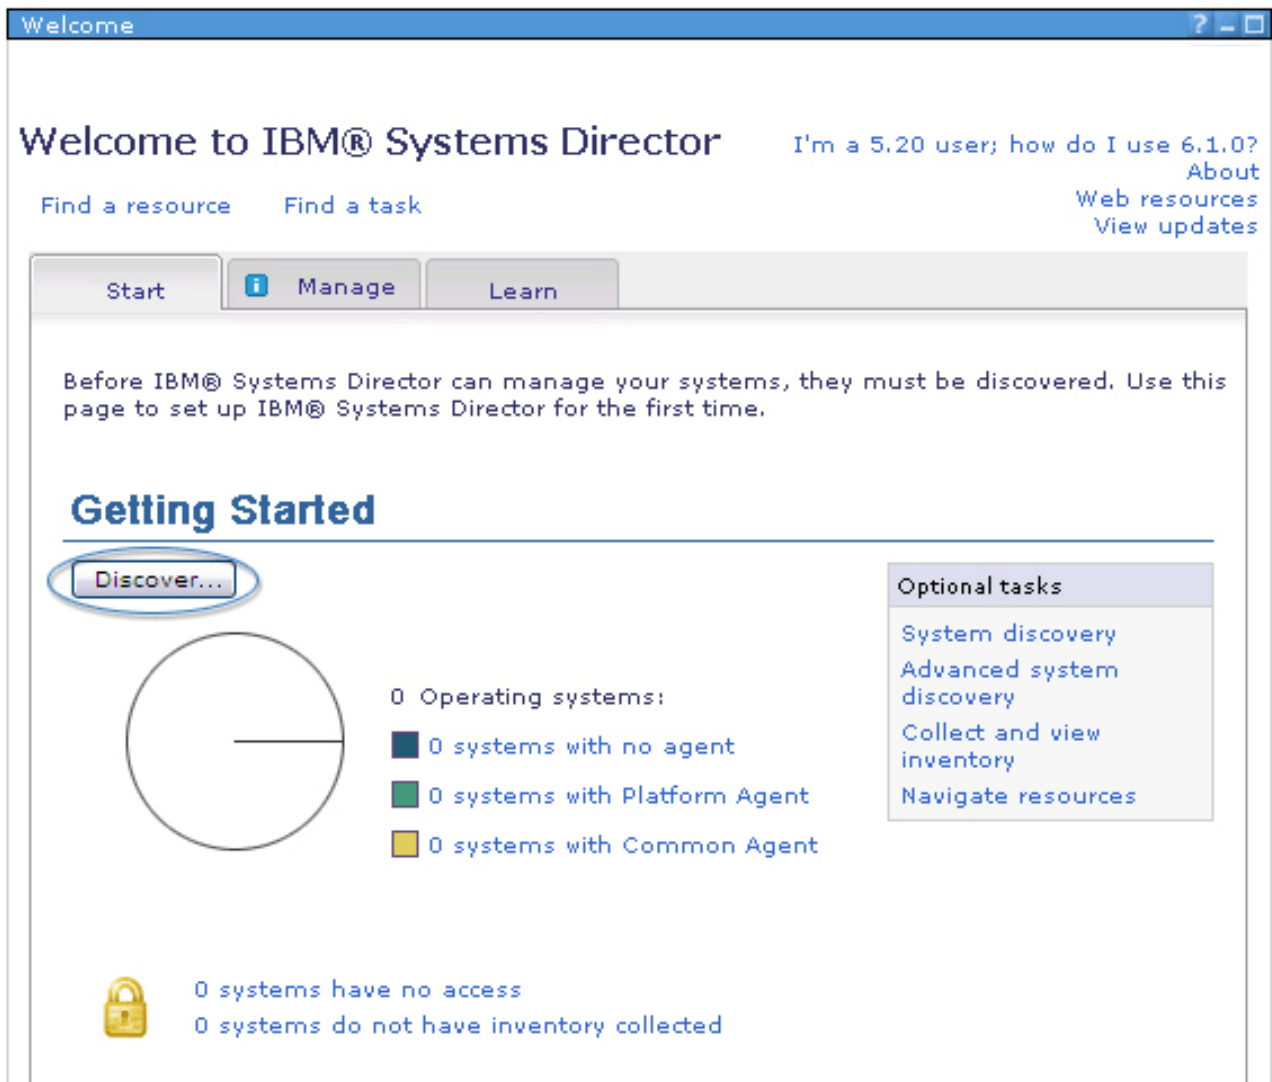 Welcome
?
Welcome to IBM® Systems Director
I'm a 5.20 user; how do I use 6.1.0?
About
Web resources
View updates
Find a resource
Find a task
Start
i
Manage
Learn
Before IBM® Systems Director can manage your systems, they must be discovered. Use this
page to set up IBM® Systems Director for the first time.
Getting Started
Discover...
0 Operating systems:
0 systems with no agent
0 systems with Platform Agent
0 systems with Common Agent
Optional tasks
System discovery
Advanced system
discovery
Collect and view
inventory
Navigate resources
0 systems have no access
0 systems do not have inventory collected